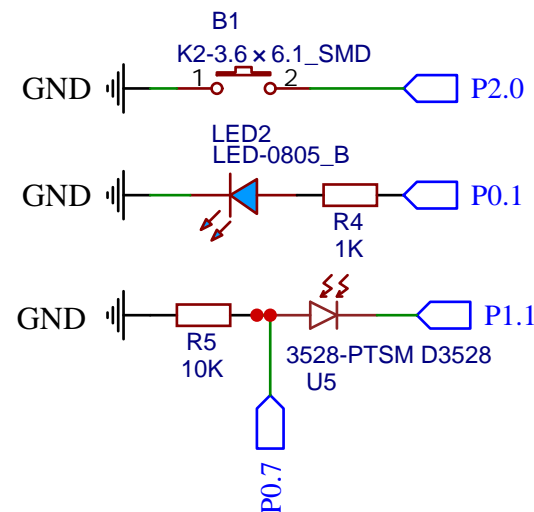 B1
K2-3.6 × 6.1_SMD
GND 1 2 P2.0
LED2
LED-0805_B
GND P0.1
R4
1K
GND P1.1
R5
10K
3528-PTSM D3528
U5
P0.7